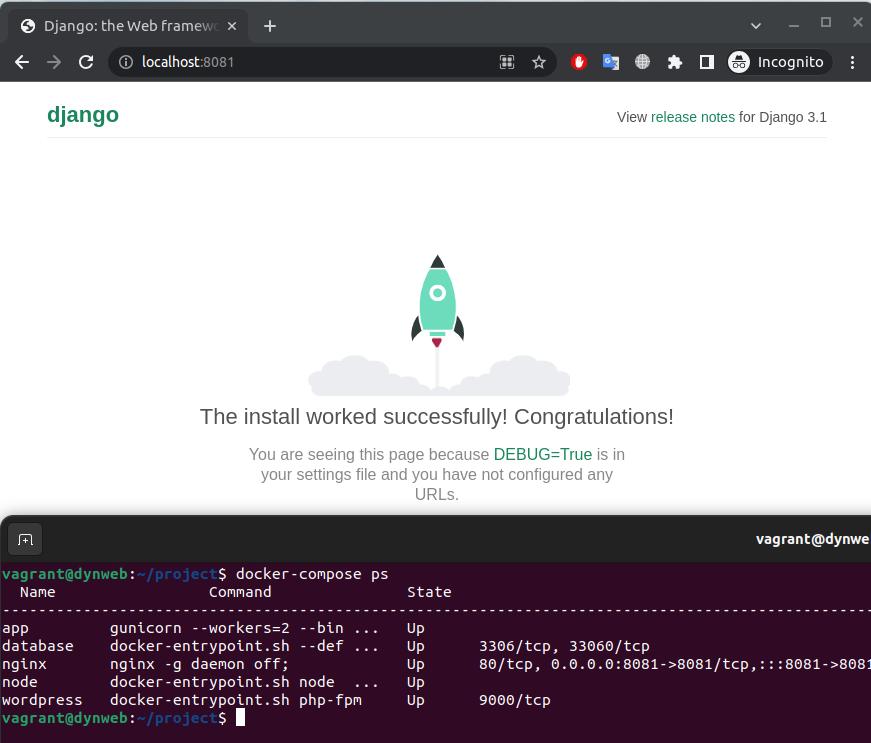 Django: the Web framewo
localhost:8081
Incognito
django
View release notes for Django 3.1
The install worked successfully! Congratulations!
You are seeing this page because DEBUG=True is in
your settings file and you have not configured any
URLs.
vagrant@dynwe
vagrant@dynweb:~/project$ docker-compose ps
Name Command State
--------------------------------------------------------------------------------------------------------
app gunicorn --workers=2 --bin ... Up
database docker-entrypoint.sh --def ... Up 3306/tcp, 33060/tcp
nginx nginx -g daemon off; Up 80/tcp, 0.0.0.0:8081->8081/tcp,:::8081->8081
node docker-entrypoint.sh node ... Up
wordpress docker-entrypoint.sh php-fpm Up 9000/tcp
vagrant@dynweb:~/project$